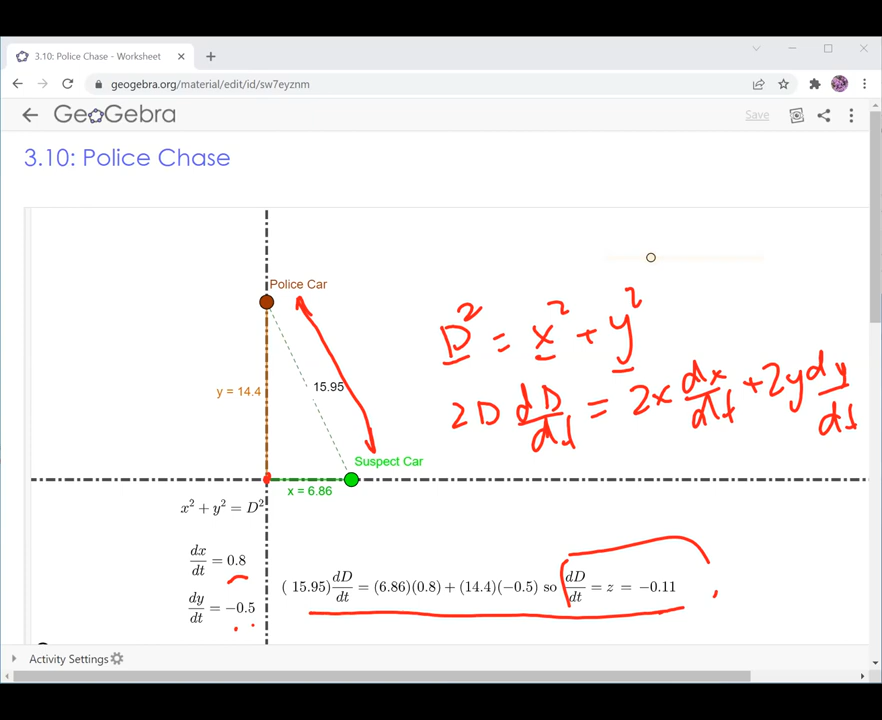 3.10: Police Chase - Worksheet
geogebra.org/material/edit/id/sw7eyznm
GeoGebra
Save
3.10: Police Chase
Police Car
D² = x² + y²
y = 14.4
15.95
2D dD/dt = 2x dx/dt + 2y dy/dt
Suspect Car
x = 6.86
x² + y² = D²
dx/dt = 0.8
( 15.95) dD/dt = (6.86)(0.8) + (14.4)(−0.5) so dD/dt = z = −0.11
dy/dt = −0.5
Activity Settings